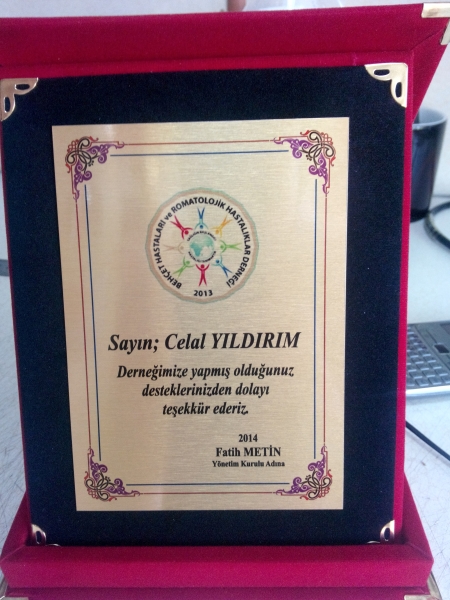 BEHÇET HASTALARI ve ROMATOLOJİK HASTALIKLAR DERNEĞİ
2013
Sayın; Celal YILDIRIM
Derneğimize yapmış olduğunuz
desteklerinizden dolayı
teşekkür ederiz.
2014
Fatih METİN
Yönetim Kurulu Adına